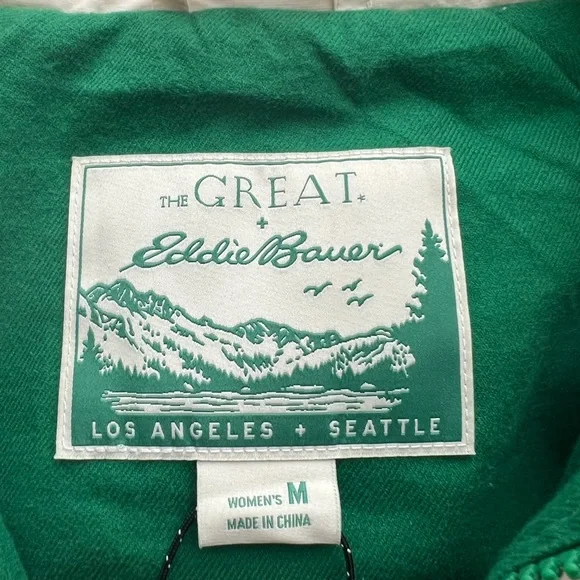 THE GREAT.*
+
Eddie Bauer
LOS ANGELES + SEATTLE
WOMEN'S M
MADE IN CHINA